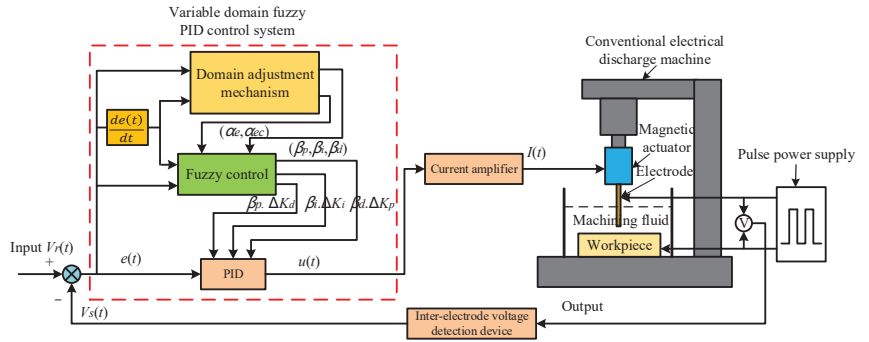 Variable domain fuzzy
PID control system
Conventional electrical
discharge machine
Domain adjustment
mechanism
de(t)
dt
(αe,αec)
(βp,βi,βd)
Fuzzy control
βp.ΔKd βi.ΔKi βd.ΔKp
Current amplifier
I(t)
Magnetic
actuator
Electrode
Pulse power supply
V
Machining fluid
Workpiece
Input Vr(t)
+
−
e(t)
PID
u(t)
Vs(t)
Output
Inter-electrode voltage
detection device